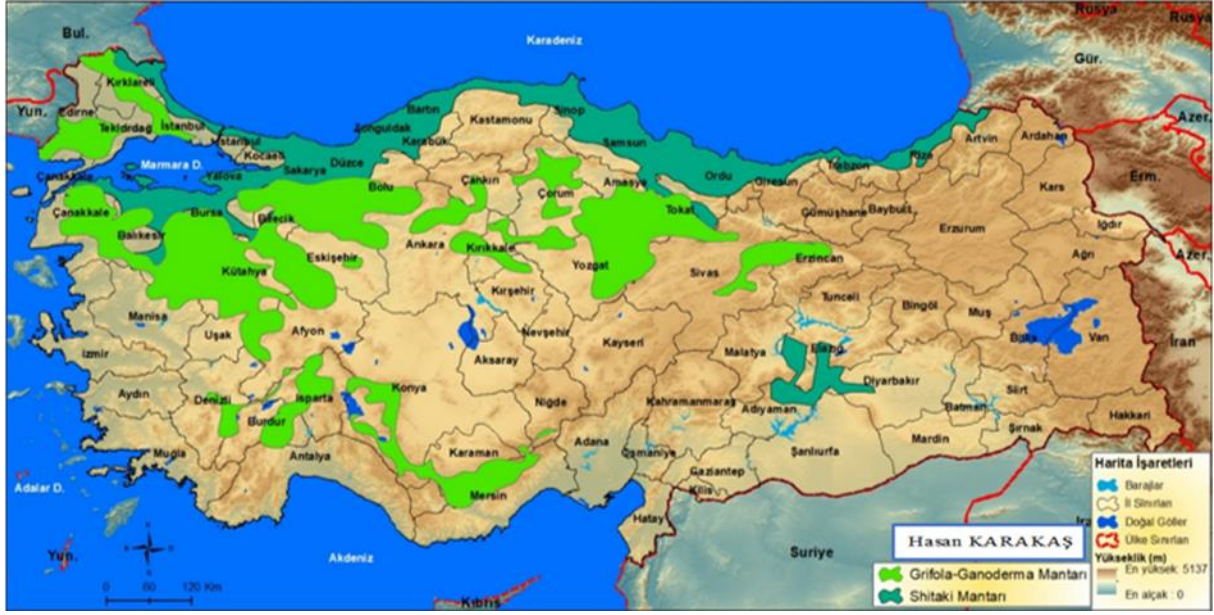 Bul.
Karadeniz
Rusya
Rusya
Gür.
Kırklareli
Yun.
Edirne
Tekirdağ
İstanbul
İstanbul
Kocaeli
Marmara D.
Yalova
Sakarya
Düzce
Zonguldak
Bartın
Karabük
Kastamonu
Sinop
Samsun
Ordu
Giresun
Trabzon
Rize
Artvin
Ardahan
Azer.
Çanakkale
Çanakkale
Balıkesir
Bursa
Bilecik
Bolu
Çankırı
Çorum
Amasya
Tokat
Gümüşhane
Baybult
Erzurum
Kars
Erm.
Iğdır
Azer.
Ağrı
Kütahya
Eskişehir
Ankara
Kırıkkale
Yozgat
Sivas
Erzincan
Tunceli
Bingöl
Muş
Van
İran
Manisa
Uşak
Afyon
Kırşehir
Nevşehir
Aksaray
Kayseri
Malatya
Elazığ
Diyarbakır
Batman
Siirt
Şırnak
Hakkari
izmir
Aydın
Denizli
isparta
Burdur
Konya
Niğde
Kahramanmaraş
Adıyaman
Mardin
Şanlıurfa
Muğla
Antalya
Karaman
Mersin
Adana
Osmaniye
Gaziantep
Kilis
Hatay
Adalar D.
Yun.
Akdeniz
Kıbrıs
Suriye
0 60 120 Km
Hasan KARAKAŞ
Grifola-Ganoderma Mantarı
Shitaki Mantarı
Harita İşaretleri
Barajlar
İl Sınırları
Doğal Göller
Ülke Sınırları
Yükseklik (m)
En yüksek: 5137
En alçak : 0